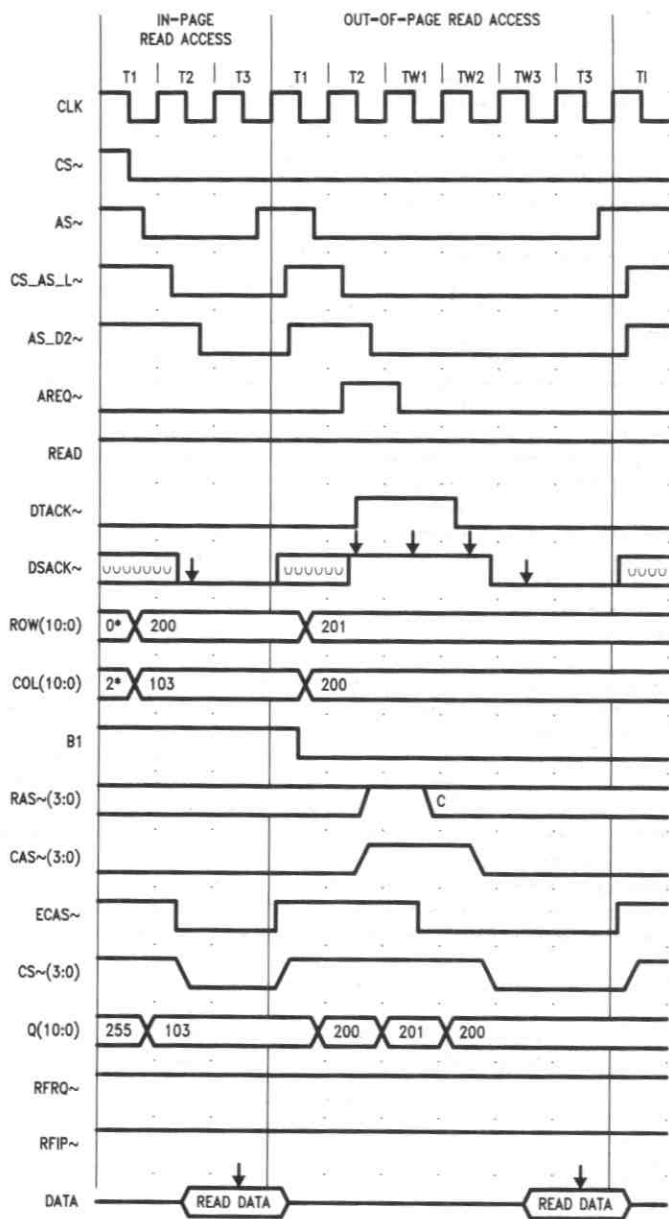 IN-PAGE
READ ACCESS
OUT-OF-PAGE READ ACCESS
T1 T2 T3 T1 T2 TW1 TW2 TW3 T3 TI
CLK
CS~
AS~
CS_AS_L~
AS_D2~
AREQ~
READ
DTACK~
DSACK~
ROW(10:0) 0* 200 201
COL(10:0) 2* 103 200
B1
RAS~(3:0) C
CAS~(3:0)
ECAS~
CS~(3:0)
Q(10:0) 255 103 200 201 200
RFRQ~
RFIP~
DATA READ DATA READ DATA